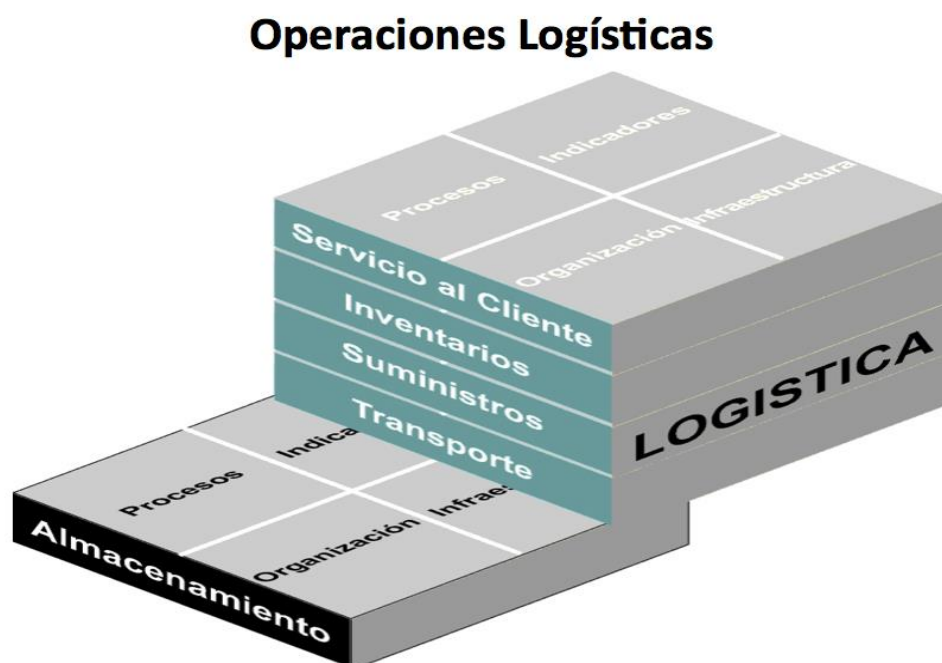 Operaciones Logísticas
Indicadores
Procesos
Infraestructura
Organización
Servicio al Cliente
Inventarios
Suministros
Transporte
LOGISTICA
Procesos
Organización
Almacenamiento